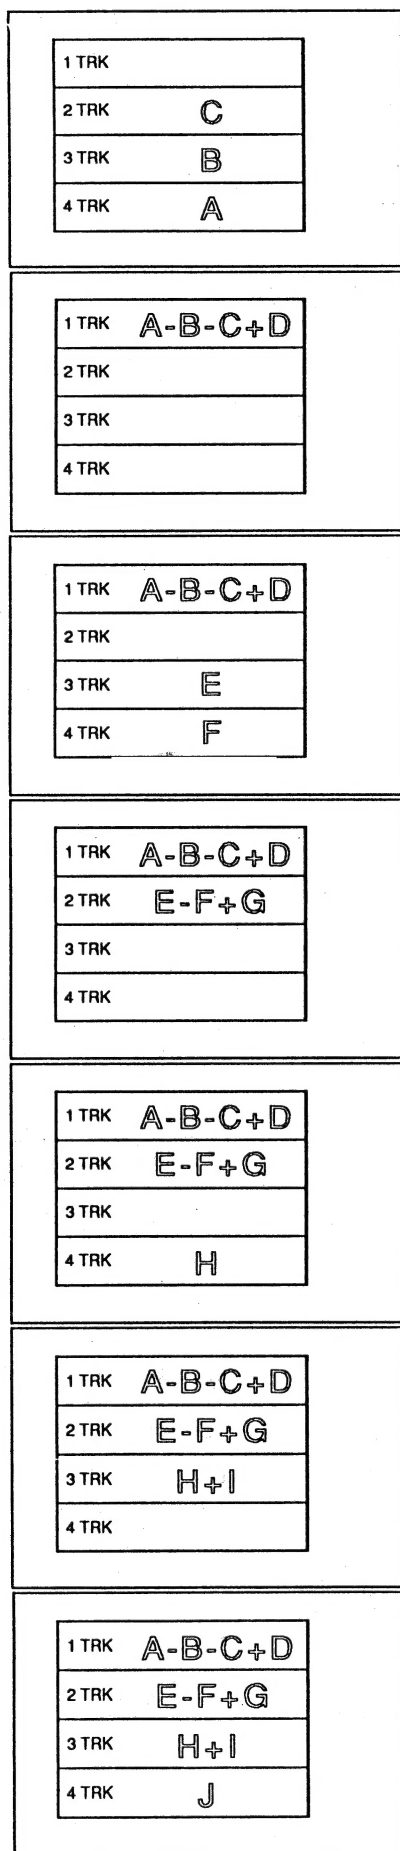 1 TRK
2 TRK C
3 TRK B
4 TRK A
1 TRK A-B-C+D
2 TRK
3 TRK
4 TRK
1 TRK A-B-C+D
2 TRK
3 TRK E
4 TRK F
1 TRK A-B-C+D
2 TRK E-F+G
3 TRK
4 TRK
1 TRK A-B-C+D
2 TRK E-F+G
3 TRK
4 TRK H
1 TRK A-B-C+D
2 TRK E-F+G
3 TRK H+I
4 TRK
1 TRK A-B-C+D
2 TRK E-F+G
3 TRK H+I
4 TRK J